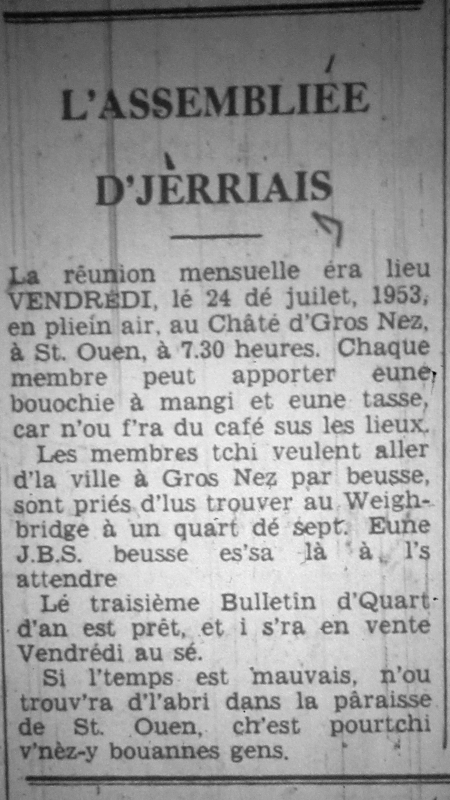 L'ASSEMBLIÉE
D'JÈRRIAIS
La rêunion mensuelle éra lieu
VENDRÉDI, lé 24 dé juilet, 1953,
en plieîn air, au Châté d'Gros Nez,
à St. Ouen, à 7.30 heures. Chaque
membre peut apporter eune
bouochie à mangi et eune tasse,
car n'ou f'ra du café sus les lieux.
Les membres tchi veulent aller
d'la ville à Gros Nez par beusse,
sont priés d'lus trouver au Weigh-
bridge à un quart dé sept. Eune
J.B.S. beusse es'sa là à l's
attendre
Lé traisième Bulletîn d'Quart-
d'an est prêt, et i s'ra en vente
Vendrédi au sé.
Si l'temps est mauvais, n'ou
trouv'ra d'l'abri dans la pâraisse
de St. Ouen, ch'est pourtchi
v'nèz-y bouannes gens.